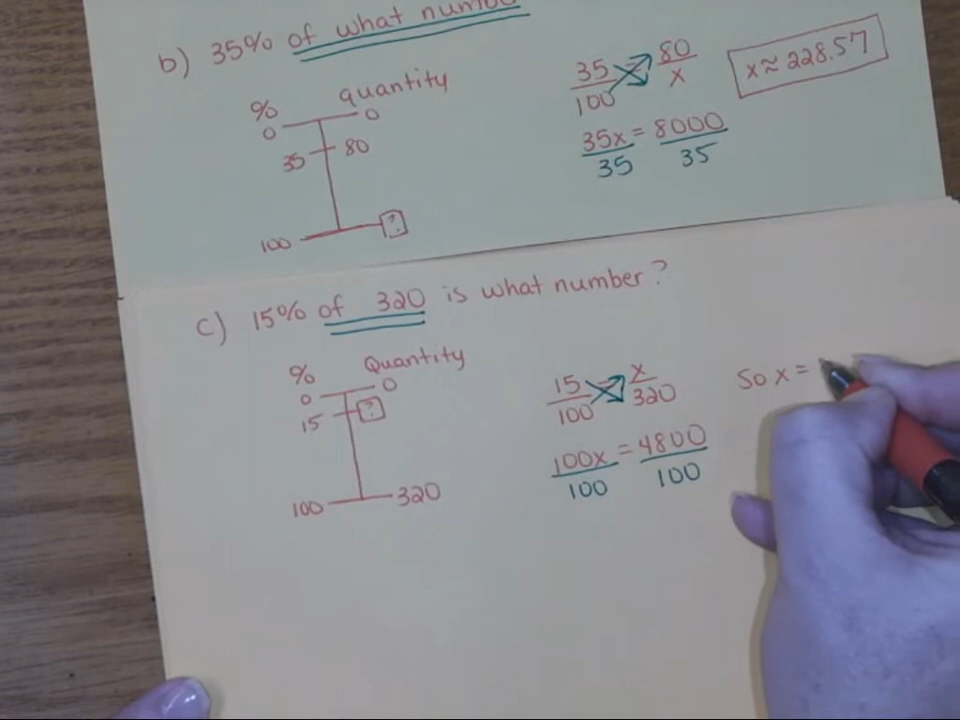 b) 35% of what number
% quantity
0 0
35 80
100 ?
35/100 = 80/x
35x/35 = 8000/35
x ≈ 228.57
c) 15% of 320 is what number?
% Quantity
0 0
15 ?
100 320
15/100 = x/320
100x/100 = 4800/100
so x =